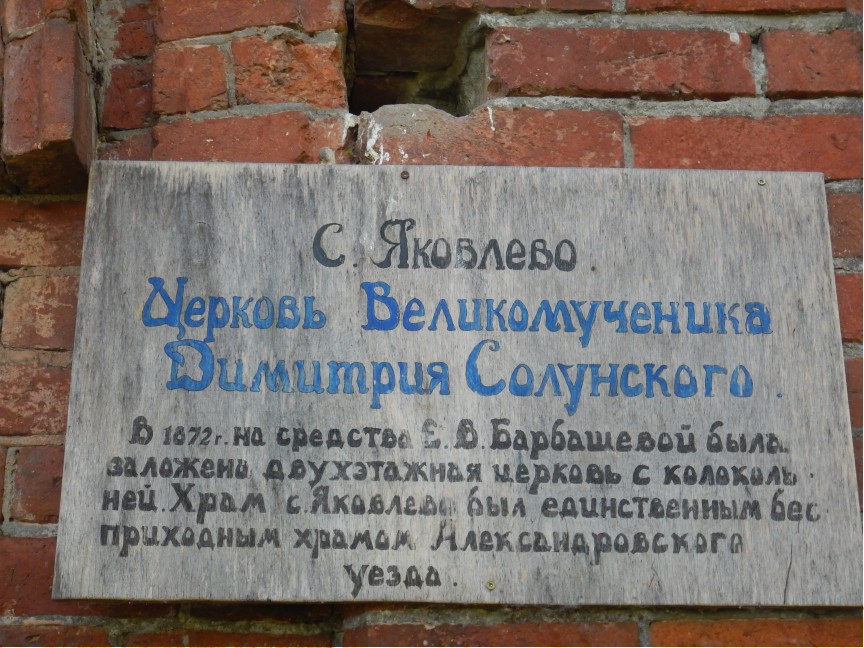 С. Яковлево.
Церковь Великомученика
Димитрия Солунского.
В 1872г. на средства Е. В. Барбашевой была
заложена двухэтажная церковь с колоколь-
ней. Храм с. Яковлево был единственным бес-
приходным храмом Александровского
уезда.